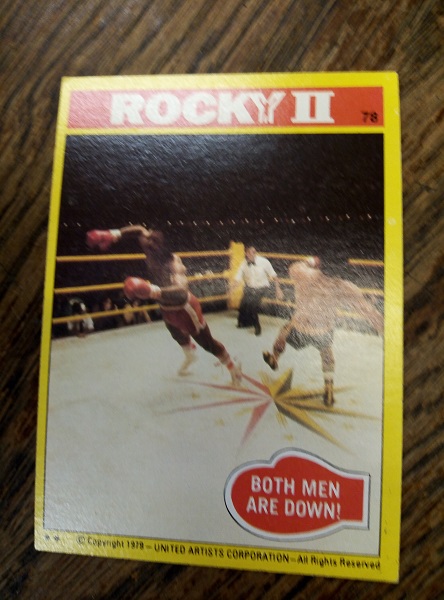 ROCKY II
78
BOTH MEN
ARE DOWN!
** © Copyright 1979 – UNITED ARTISTS CORPORATION – All Rights Reserved